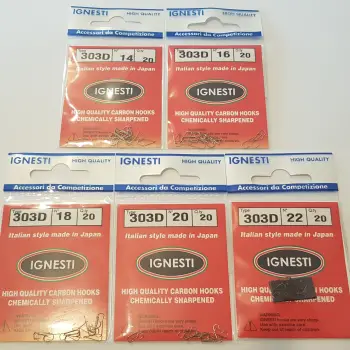 IGNESTI HIGH QUALITY
Accessori da Competizione
303D 14 20
Italian style made in Japan
IGNESTI
HIGH QUALITY CARBON HOOKS
CHEMICALLY SHARPENED
IGNESTI HIGH QUALITY
Accessori da Competizione
303D 16 20
Italian style made in Japan
IGNESTI
HIGH QUALITY CARBON HOOKS
CHEMICALLY SHARPENED
IGNESTI HIGH QUALITY
Accessori da Competizione
303D 18 20
Italian style made in Japan
IGNESTI
HIGH QUALITY CARBON HOOKS
CHEMICALLY SHARPENED
IGNESTI HIGH QUALITY
Accessori da Competizione
303D 20 20
Italian style made in Japan
IGNESTI
HIGH QUALITY CARBON HOOKS
CHEMICALLY SHARPENED
IGNESTI HIGH QUALITY
Accessori da Competizione
Type 303D 22 20
Italian style made in Japan
IGNESTI
HIGH QUALITY CARBON HOOKS
CHEMICALLY SHARPENED